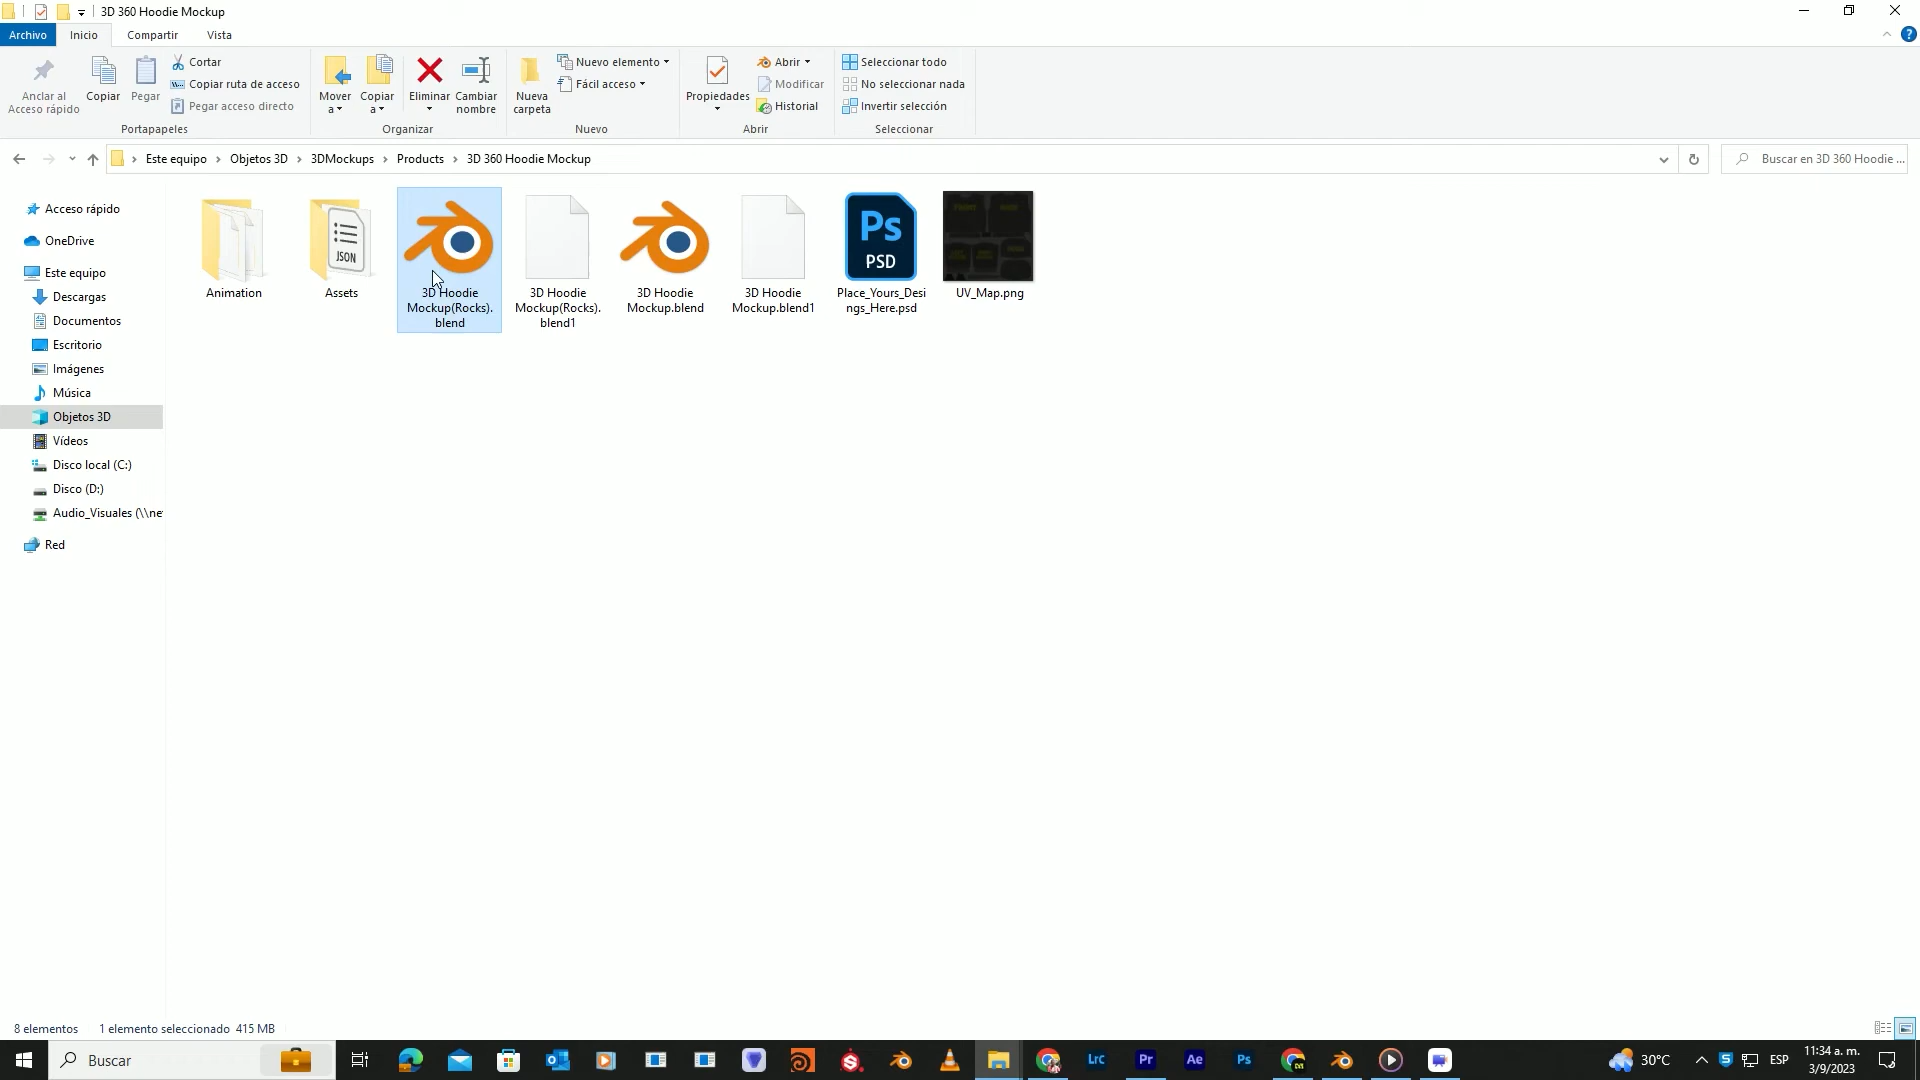 3D 360 Hoodie Mockup
Archivo
Inicio
Compartir
Vista
Anclar al
Acceso rápido
Copiar
Pegar
Cortar
Copiar ruta de acceso
Pegar acceso directo
Portapapeles
Mover
a
Copiar
a
Eliminar
Cambiar
nombre
Organizar
Nueva
carpeta
Nuevo elemento
Fácil acceso
Nuevo
Propiedades
Abrir
Modificar
Historial
Abrir
Seleccionar todo
No seleccionar nada
Invertir selección
Seleccionar
Este equipo
Objetos 3D
3DMockups
Products
3D 360 Hoodie Mockup
Buscar en 3D 360 Hoodie ...
Acceso rápido
OneDrive
Este equipo
Descargas
Documentos
Escritorio
Imágenes
Música
Objetos 3D
Vídeos
Disco local (C:)
Disco (D:)
Audio_Visuales (\\ne
Red
Animation
JSON
Assets
3D Hoodie
Mockup(Rocks).
blend
3D Hoodie
Mockup(Rocks).
blend1
3D Hoodie
Mockup.blend
3D Hoodie
Mockup.blend1
Ps
PSD
Place_Yours_Desi
ngs_Here.psd
UV_Map.png
8 elementos
1 elemento seleccionado 415 MB
Buscar
Lrc
Pr
Ae
Ps
30°C
ESP
11:34 a. m.
3/9/2023